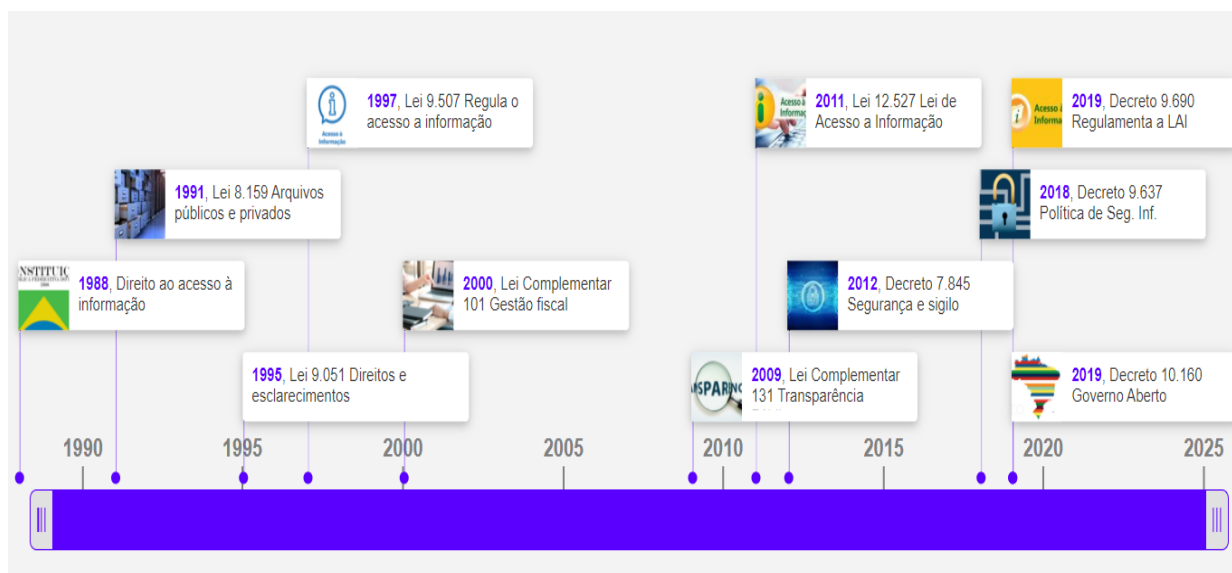 1997, Lei 9.507 Regula o
acesso a informação
Acesso à
Informação
2011, Lei 12.527 Lei de
Acesso a Informação
Acesso à
2019, Decreto 9.690
Regulamenta a LAI
Acesso
1991, Lei 8.159 Arquivos
públicos e privados
2018, Decreto 9.637
Política de Seg. Inf.
1988, Direito ao acesso à
informação
2000, Lei Complementar
101 Gestão fiscal
2012, Decreto 7.845
Segurança e sigilo
1995, Lei 9.051 Direitos e
esclarecimentos
2009, Lei Complementar
131 Transparência
2019, Decreto 10.160
Governo Aberto
1990
1995
2000
2005
2010
2015
2020
2025